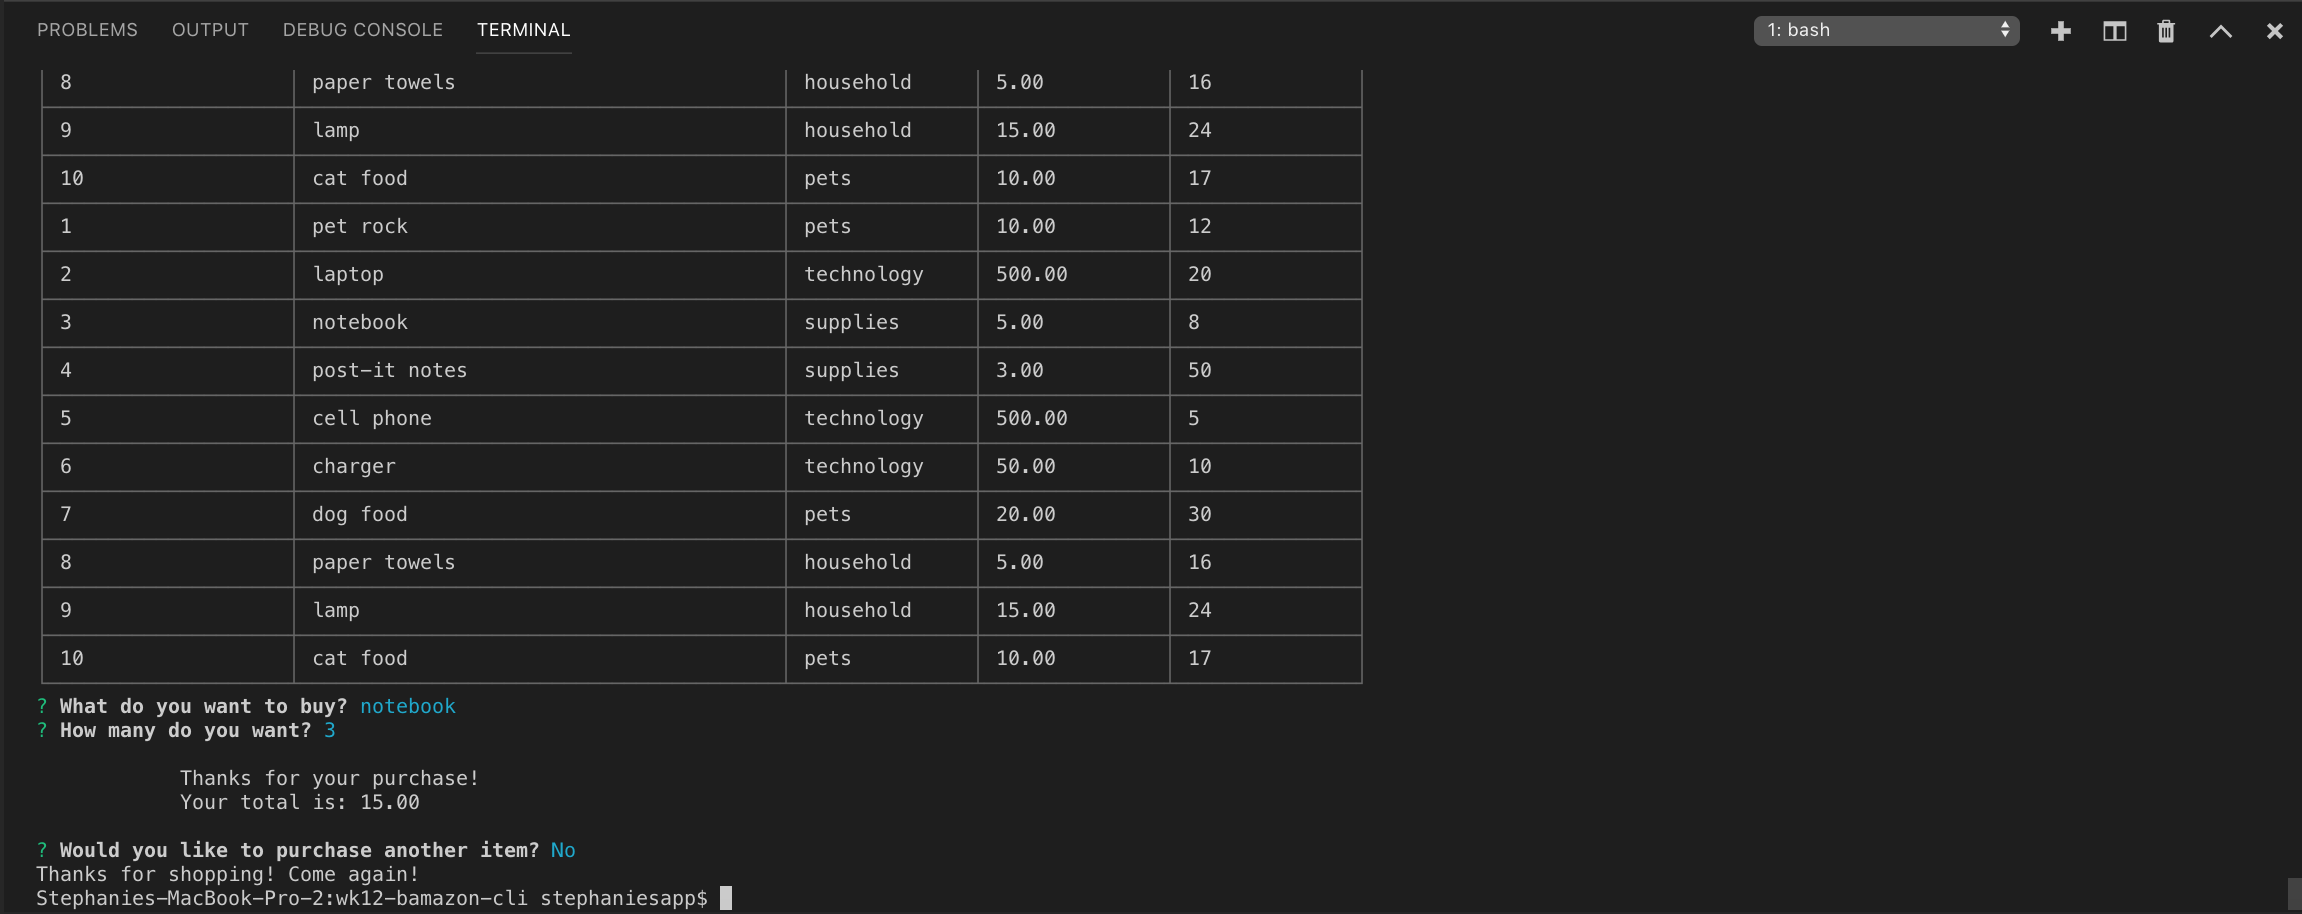 PROBLEMS OUTPUT DEBUG CONSOLE TERMINAL 1: bash
8 paper towels household 5.00 16
9 lamp household 15.00 24
10 cat food pets 10.00 17
1 pet rock pets 10.00 12
2 laptop technology 500.00 20
3 notebook supplies 5.00 8
4 post-it notes supplies 3.00 50
5 cell phone technology 500.00 5
6 charger technology 50.00 10
7 dog food pets 20.00 30
8 paper towels household 5.00 16
9 lamp household 15.00 24
10 cat food pets 10.00 17
? What do you want to buy? notebook
? How many do you want? 3
Thanks for your purchase!
Your total is: 15.00
? Would you like to purchase another item? No
Thanks for shopping! Come again!
Stephanies-MacBook-Pro-2:wk12-bamazon-cli stephaniesapp$